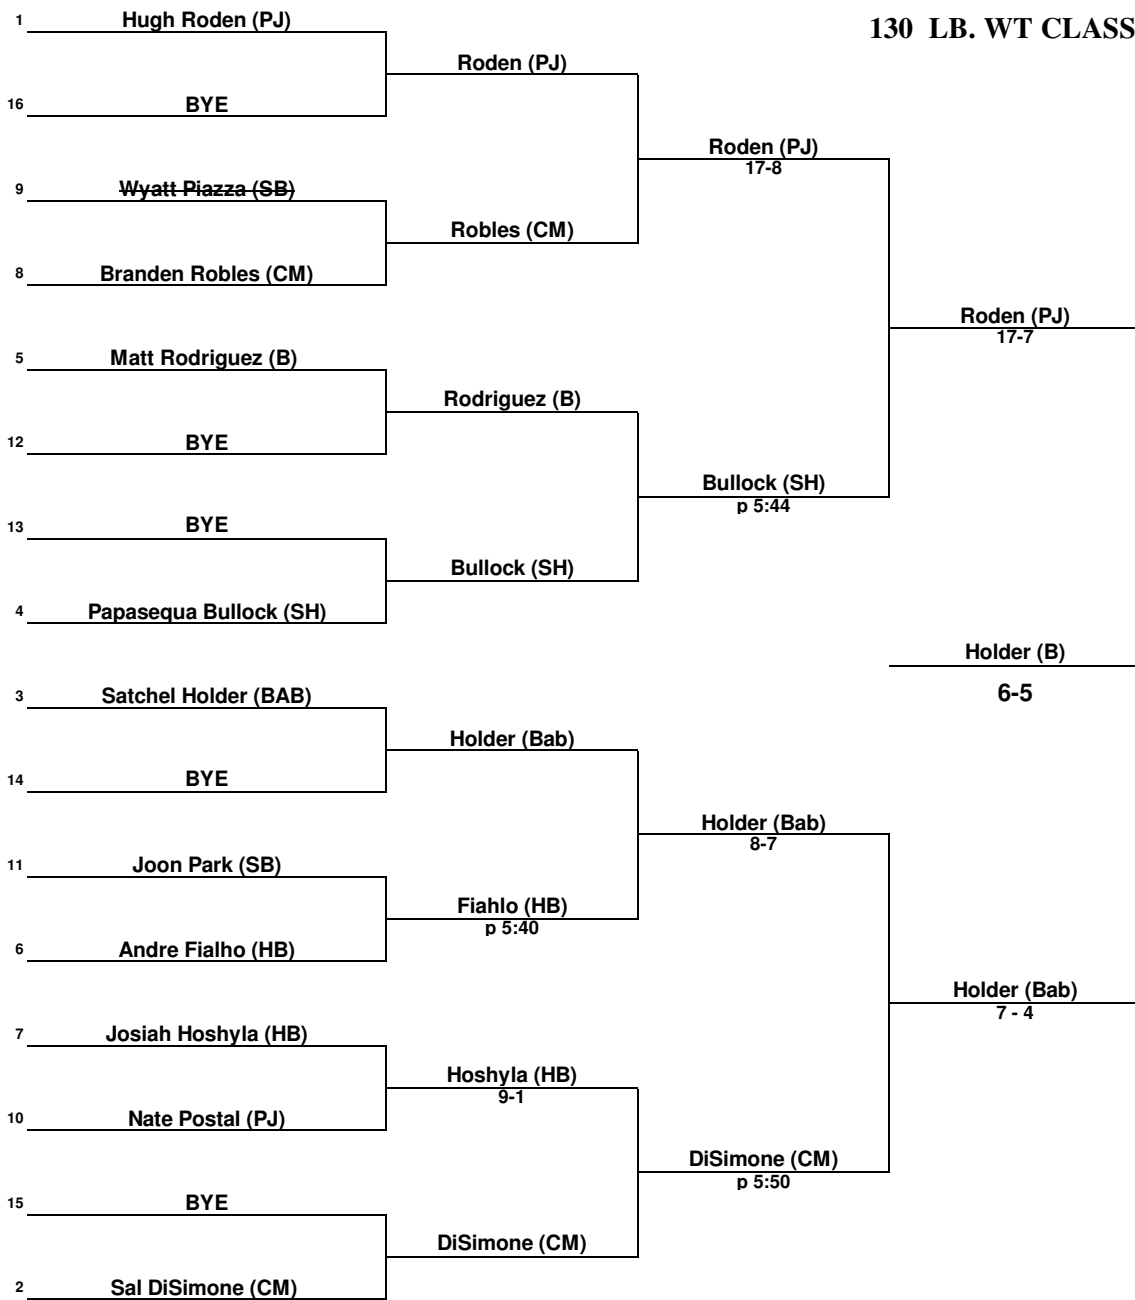 130 LB. WT CLASS
1 Hugh Roden (PJ)
Roden (PJ)
16 BYE
Roden (PJ)
17-8
9 Wyatt Piazza (SB)
Robles (CM)
8 Branden Robles (CM)
Roden (PJ)
17-7
5 Matt Rodriguez (B)
Rodriguez (B)
12 BYE
Bullock (SH)
p 5:44
13 BYE
Bullock (SH)
4 Papasequa Bullock (SH)
Holder (B)
6-5
3 Satchel Holder (BAB)
Holder (Bab)
14 BYE
Holder (Bab)
8-7
11 Joon Park (SB)
Fiahlo (HB)
p 5:40
6 Andre Fialho (HB)
Holder (Bab)
7 - 4
7 Josiah Hoshyla (HB)
Hoshyla (HB)
9-1
10 Nate Postal (PJ)
DiSimone (CM)
p 5:50
15 BYE
DiSimone (CM)
2 Sal DiSimone (CM)